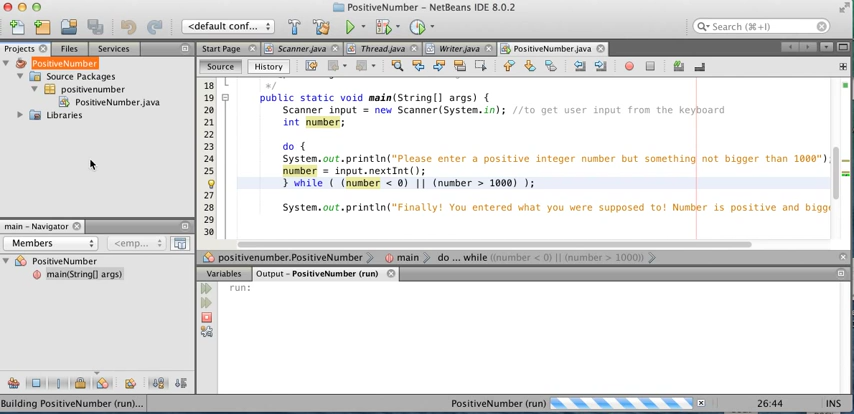 PositiveNumber - NetBeans IDE 8.0.2
<default conf...
Search (⌘+I)
Projects Files Services
Start Page Scanner.java Thread.java Writer.java PositiveNumber.java
Source History
PositiveNumber
Source Packages
positivenumber
PositiveNumber.java
Libraries
18 */
19 public static void main(String[] args) {
20 Scanner input = new Scanner(System.in); //to get user input from the keyboard
21 int number;
22
23 do {
24 System.out.println("Please enter a positive integer number but something not bigger than 1000")
25 number = input.nextInt();
} while ( (number < 0) || (number > 1000) );
28 System.out.println("Finally! You entered what you were supposed to! Number is positive and bigg
29
30
main - Navigator
Members <emp...
PositiveNumber
main(String[] args)
positivenumber.PositiveNumber main do ... while ((number < 0) || (number > 1000))
Variables Output - PositiveNumber (run)
run:
Building PositiveNumber (run)... PositiveNumber (run) 26:44 INS